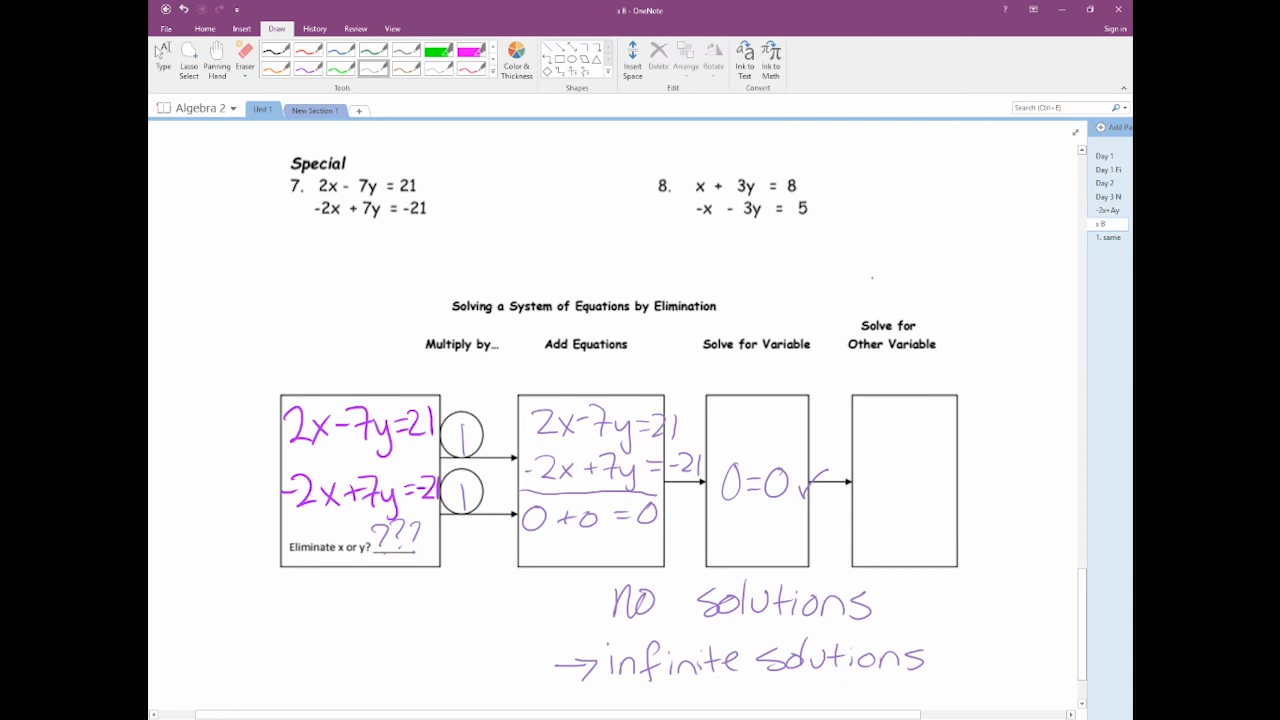 x B - OneNote
? 
Sign in
File Home Insert Draw History Review View
Type Lasso Select Panning Hand Eraser Color & Thickness Insert Space Delete Arrange Rotate Ink to Text Ink to Math
Tools Shapes Edit Convert
Algebra 2 Unit 1 New Section 1 +
Search (Ctrl+E)
Add Pa
Day 1
Day 1 Fi
Day 2
Day 3 N
-2x+Ay
x B
1. same
Special
7. 2x - 7y = 21
-2x + 7y = -21
8. x + 3y = 8
-x - 3y = 5
Solving a System of Equations by Elimination
Multiply by... Add Equations Solve for Variable Solve for Other Variable
2x-7y=21 1
-2x+7y=-21 1
Eliminate x or y? ???
2x-7y=21
-2x+7y=-21
0+0=0
0=0 ✓
no solutions
→ infinite solutions